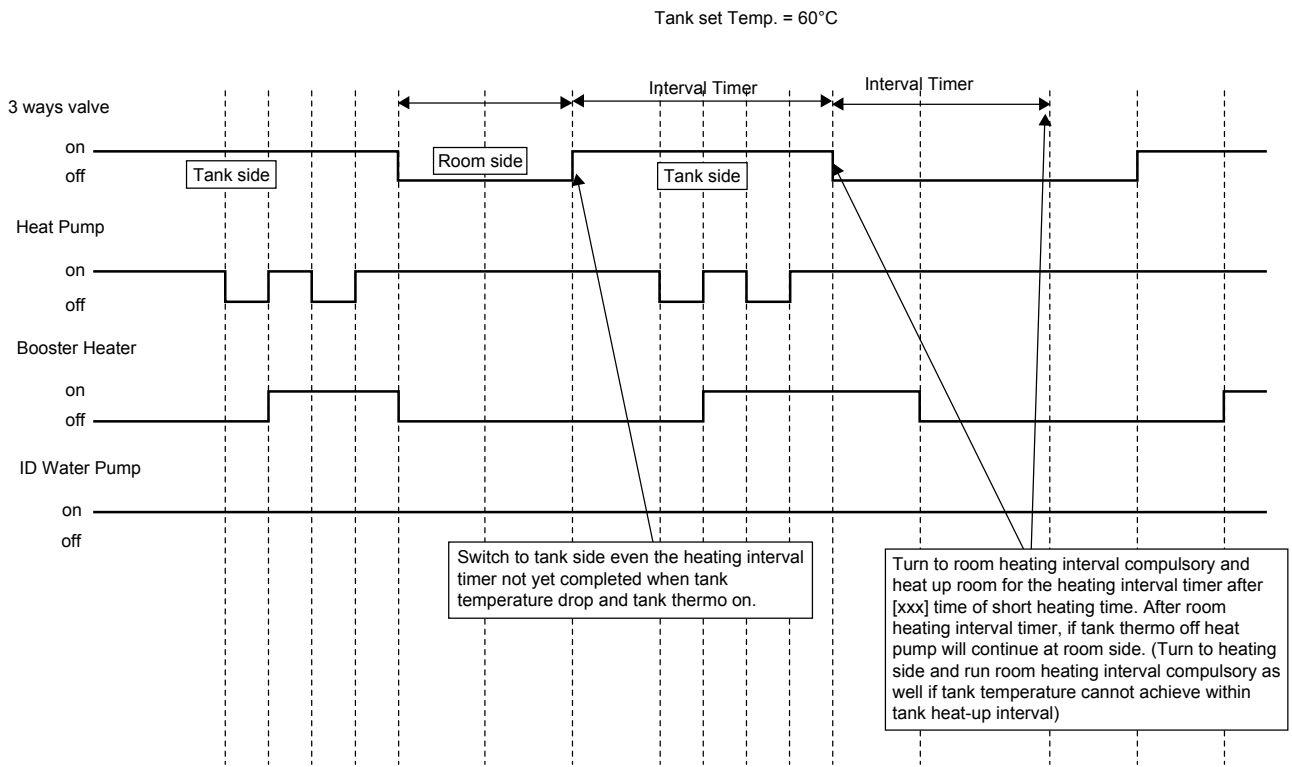 Tank set Temp. = 60°C
Interval Timer
Interval Timer
3 ways valve
on
off
Tank side
Room side
Tank side
Heat Pump
on
off
Booster Heater
on
off
ID Water Pump
on
off
Switch to tank side even the heating interval
timer not yet completed when tank
temperature drop and tank thermo on.
Turn to room heating interval compulsory and
heat up room for the heating interval timer after
[xxx] time of short heating time. After room
heating interval timer, if tank thermo off heat
pump will continue at room side. (Turn to heating
side and run room heating interval compulsory as
well if tank temperature cannot achieve within
tank heat-up interval)